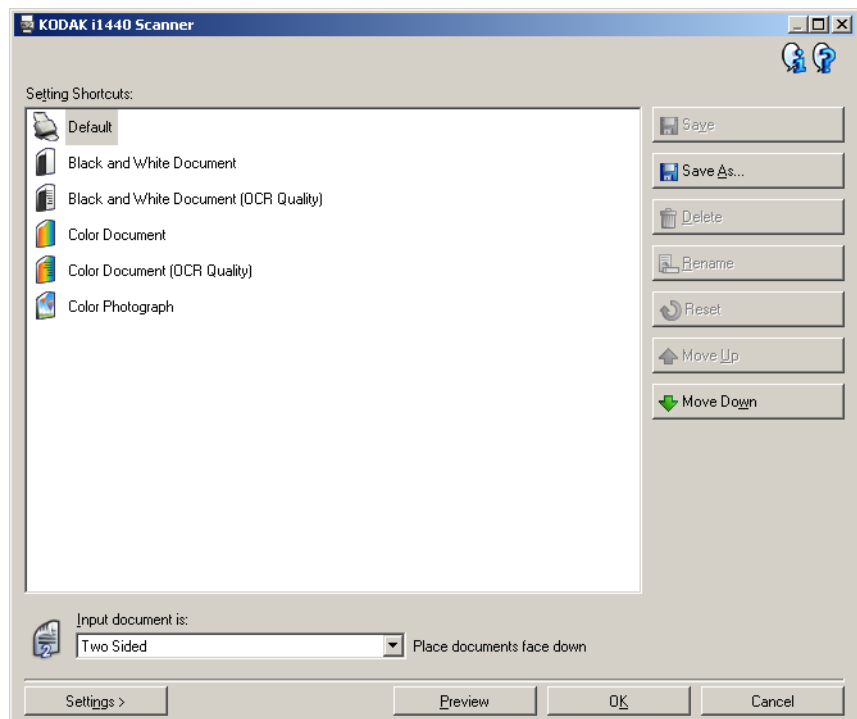 KODAK i1440 Scanner
Setting Shortcuts:
Default
Black and White Document
Black and White Document (OCR Quality)
Color Document
Color Document (OCR Quality)
Color Photograph
Save
Save As...
Delete
Rename
Reset
Move Up
Move Down
Input document is:
2
Two Sided
Place documents face down
Settings >
Preview
OK
Cancel